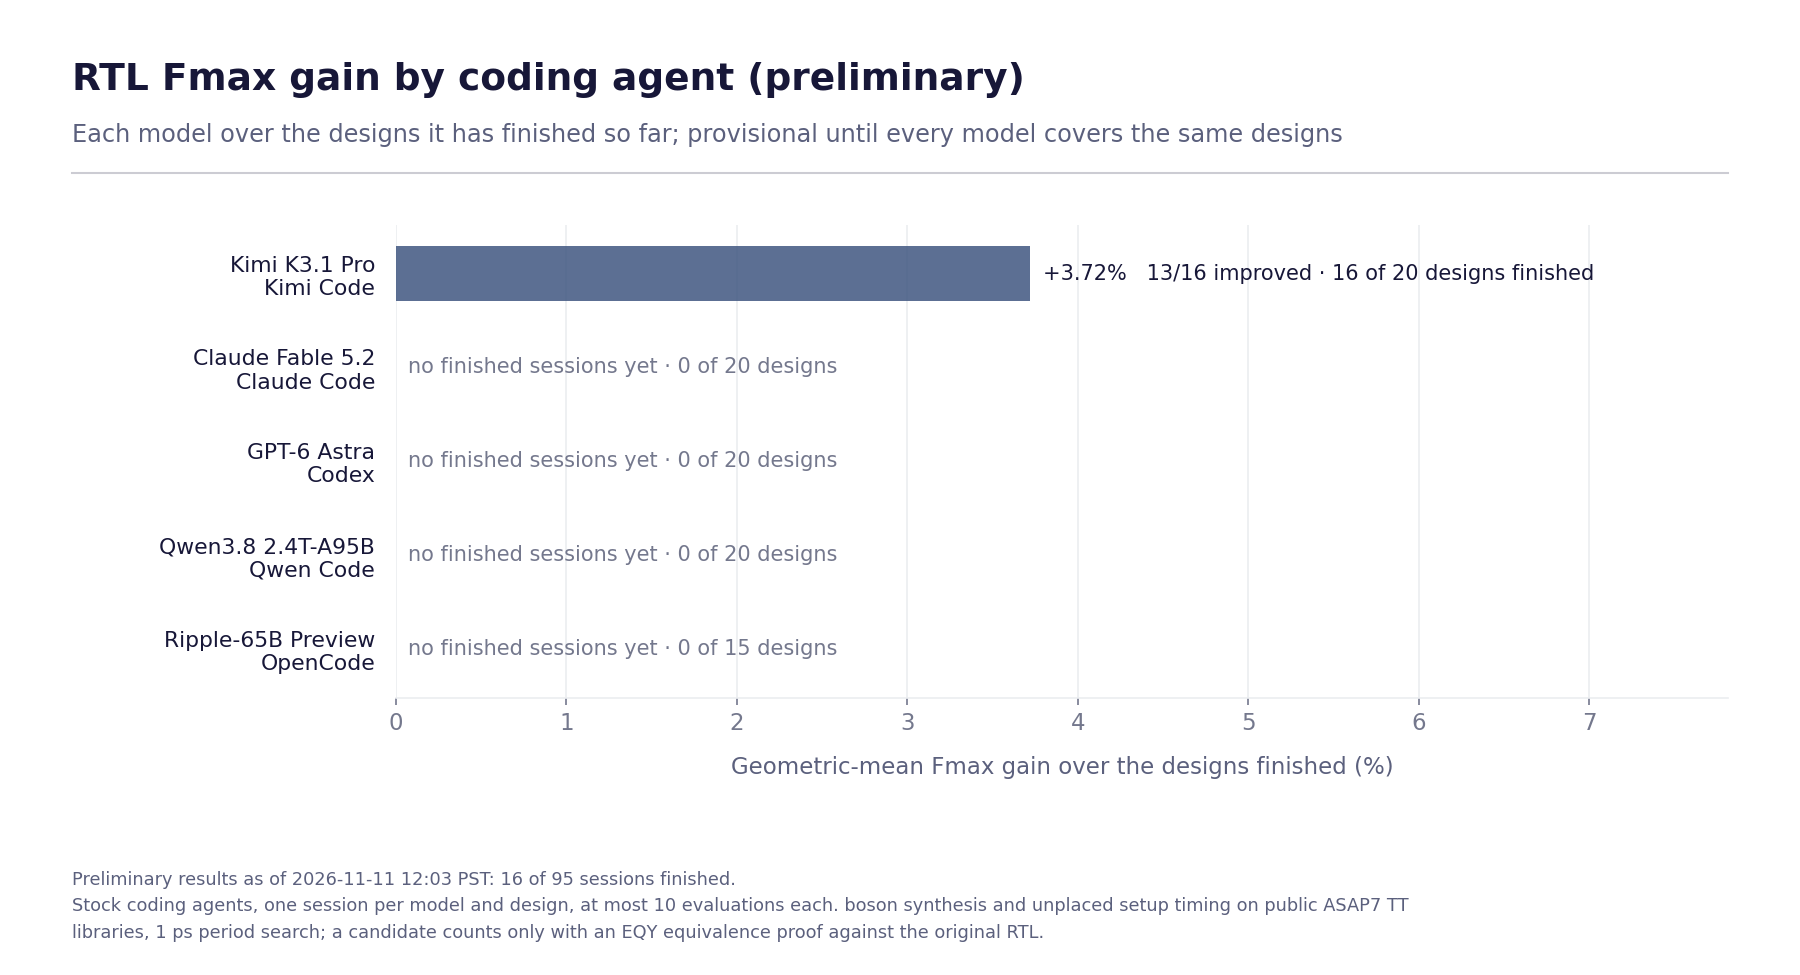 RTL Fmax gain by coding agent (preliminary)
Each model over the designs it has finished so far; provisional until every model covers the same designs
Kimi K3.1 Pro
Kimi Code
+3.72% 13/16 improved · 16 of 20 designs finished
Claude Fable 5.2
Claude Code
no finished sessions yet · 0 of 20 designs
GPT-6 Astra
Codex
no finished sessions yet · 0 of 20 designs
Qwen3.8 2.4T-A95B
Qwen Code
no finished sessions yet · 0 of 20 designs
Ripple-65B Preview
OpenCode
no finished sessions yet · 0 of 15 designs
0 1 2 3 4 5 6 7
Geometric-mean Fmax gain over the designs finished (%)
Preliminary results as of 2026-11-11 12:03 PST: 16 of 95 sessions finished.
Stock coding agents, one session per model and design, at most 10 evaluations each. boson synthesis and unplaced setup timing on public ASAP7 TT
libraries, 1 ps period search; a candidate counts only with an EQY equivalence proof against the original RTL.